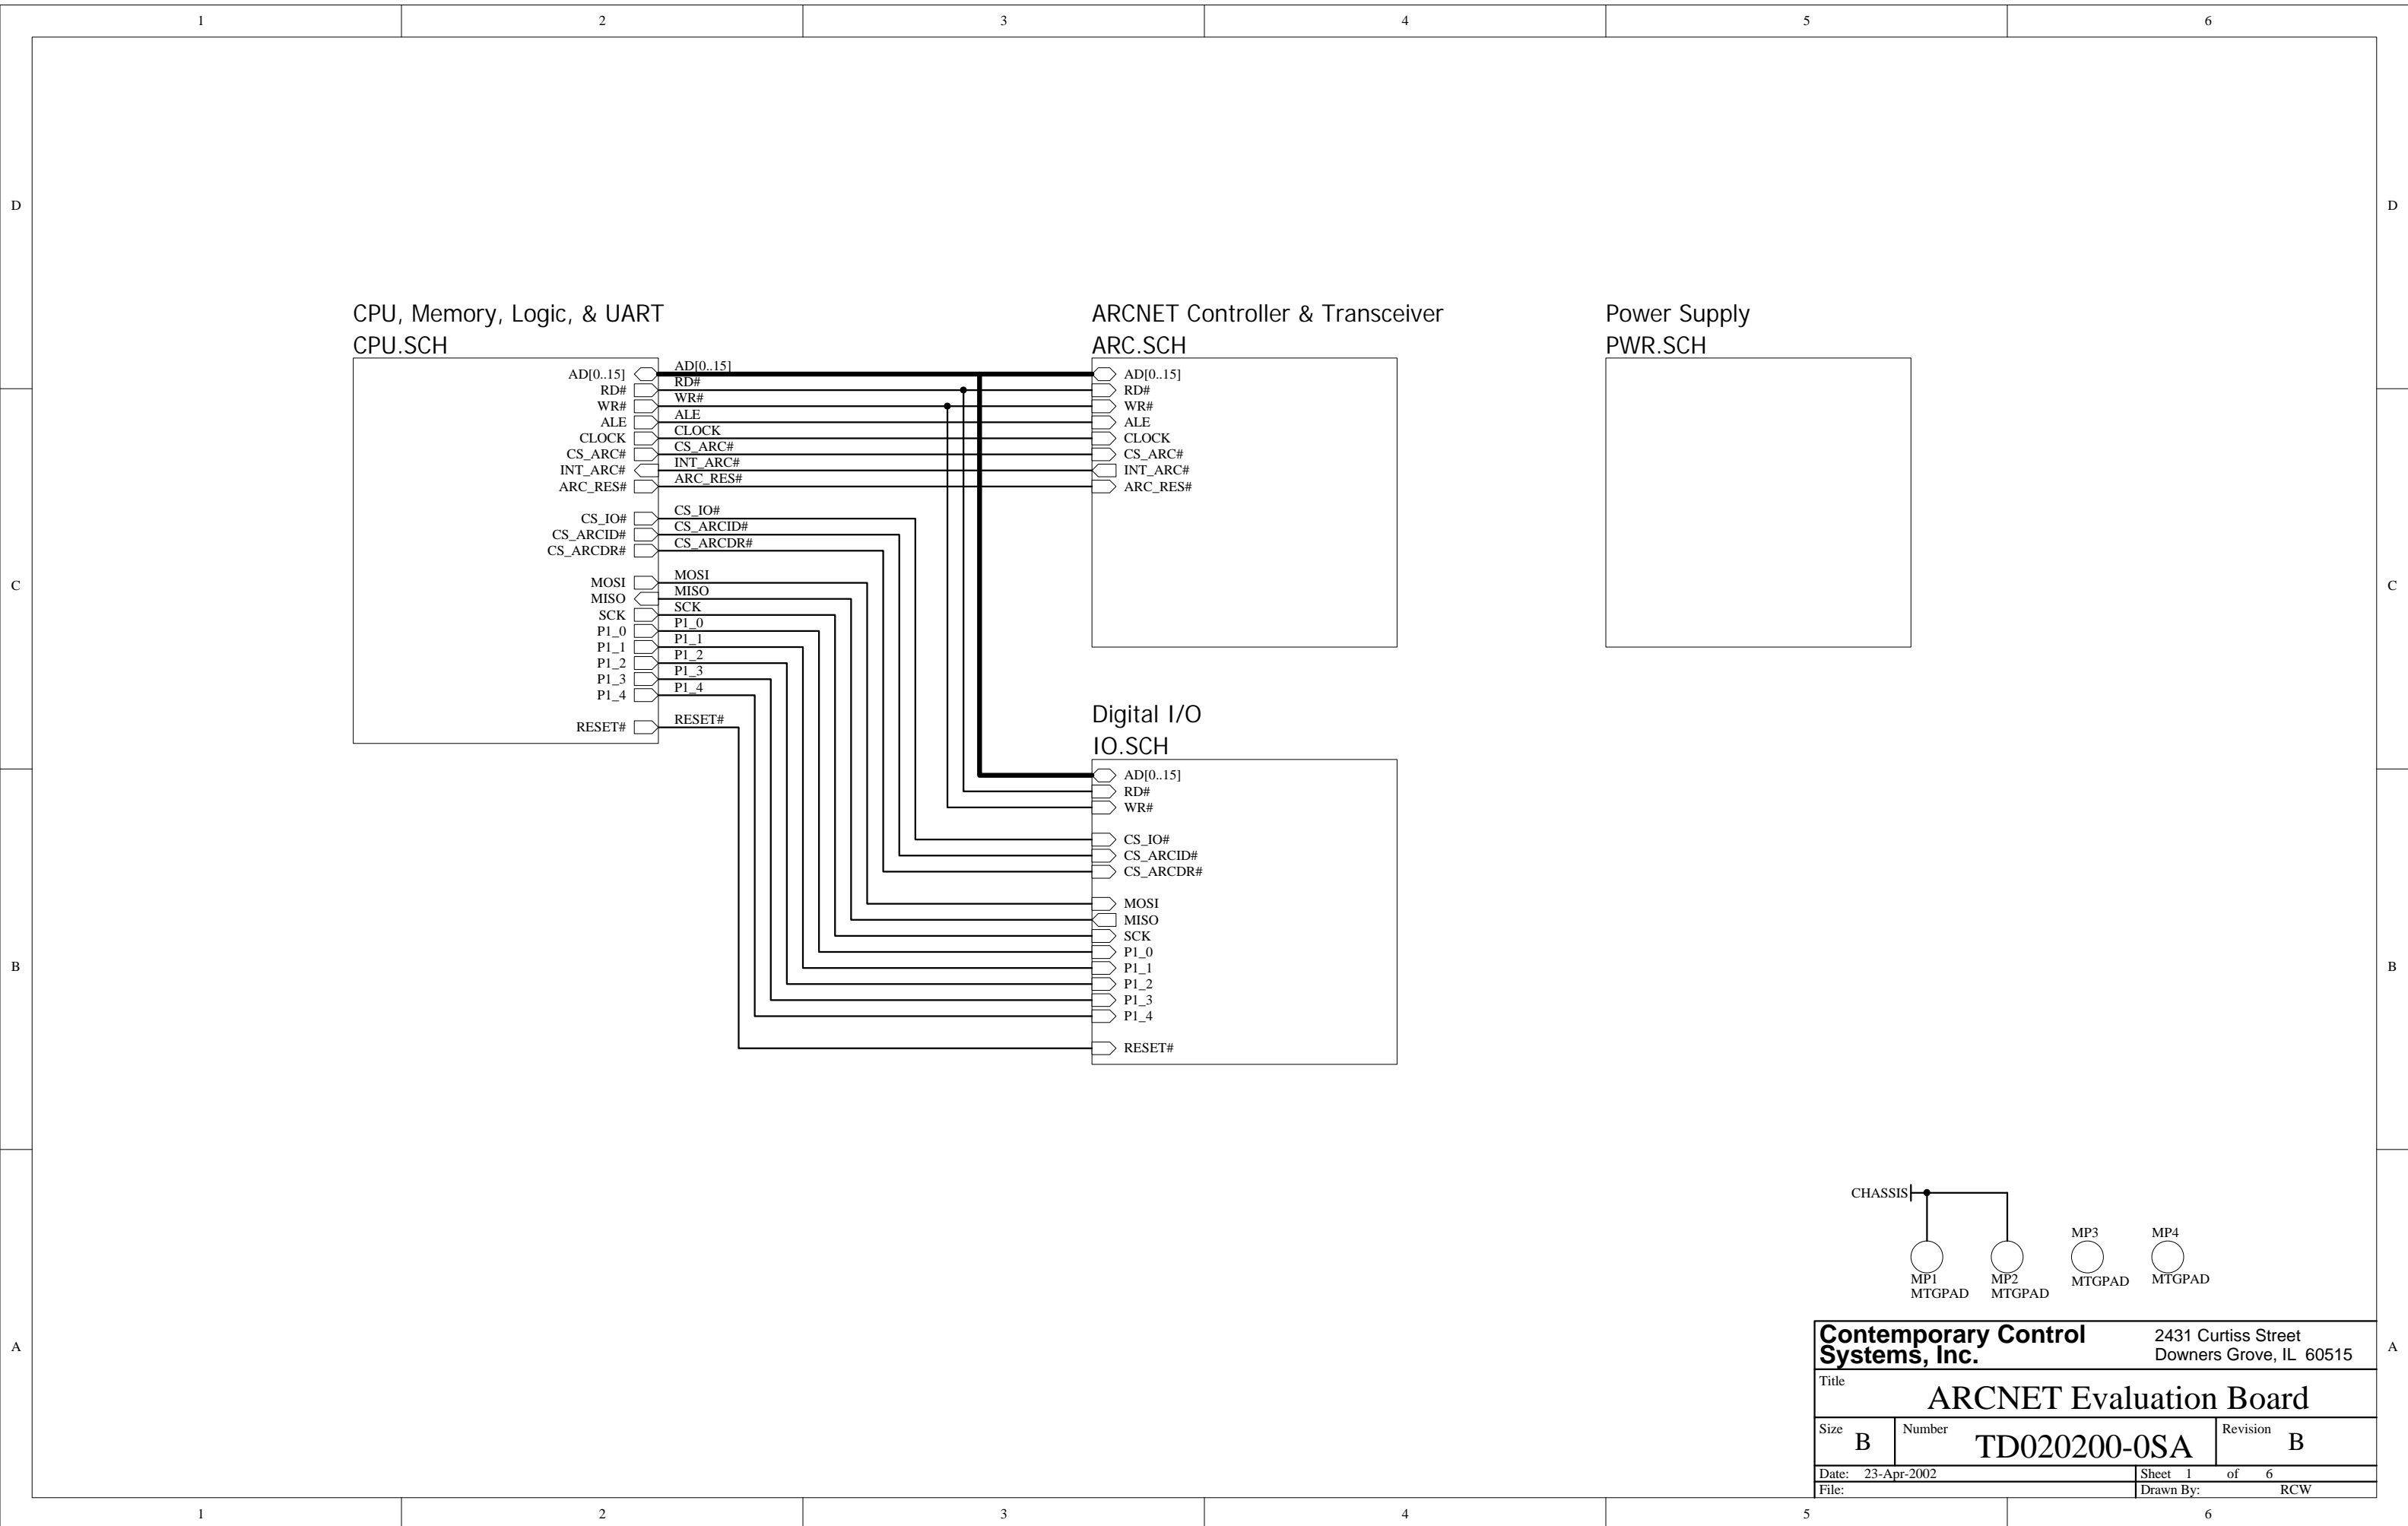 1 2 3 4 5 6
D D
CPU, Memory, Logic, & UART
CPU.SCH
AD[0..15] AD[0..15]
RD# RD#
WR# WR#
ALE ALE
CLOCK CLOCK
CS_ARC# CS_ARC#
INT_ARC# INT_ARC#
ARC_RES# ARC_RES#
CS_IO# CS_IO#
CS_ARCID# CS_ARCID#
CS_ARCDR# CS_ARCDR#
MOSI MOSI
MISO MISO
SCK SCK
P1_0 P1_0
P1_1 P1_1
P1_2 P1_2
P1_3 P1_3
P1_4 P1_4
RESET# RESET#
ARCNET Controller & Transceiver
ARC.SCH
AD[0..15]
RD#
WR#
ALE
CLOCK
CS_ARC#
INT_ARC#
ARC_RES#
Power Supply
PWR.SCH
C C
Digital I/O
IO.SCH
AD[0..15]
RD#
WR#
CS_IO#
CS_ARCID#
CS_ARCDR#
MOSI
MISO
SCK
P1_0
P1_1
P1_2
P1_3
P1_4
RESET#
B B
CHASSIS
MP1
MTGPAD
MP2
MTGPAD
MP3
MTGPAD
MP4
MTGPAD
A A
Contemporary Control
Systems, Inc.
2431 Curtiss Street
Downers Grove, IL 60515
Title
ARCNET Evaluation Board
Size B
Number TD020200-0SA
Revision B
Date: 23-Apr-2002
Sheet 1 of 6
File:
Drawn By: RCW
1 2 3 4 5 6